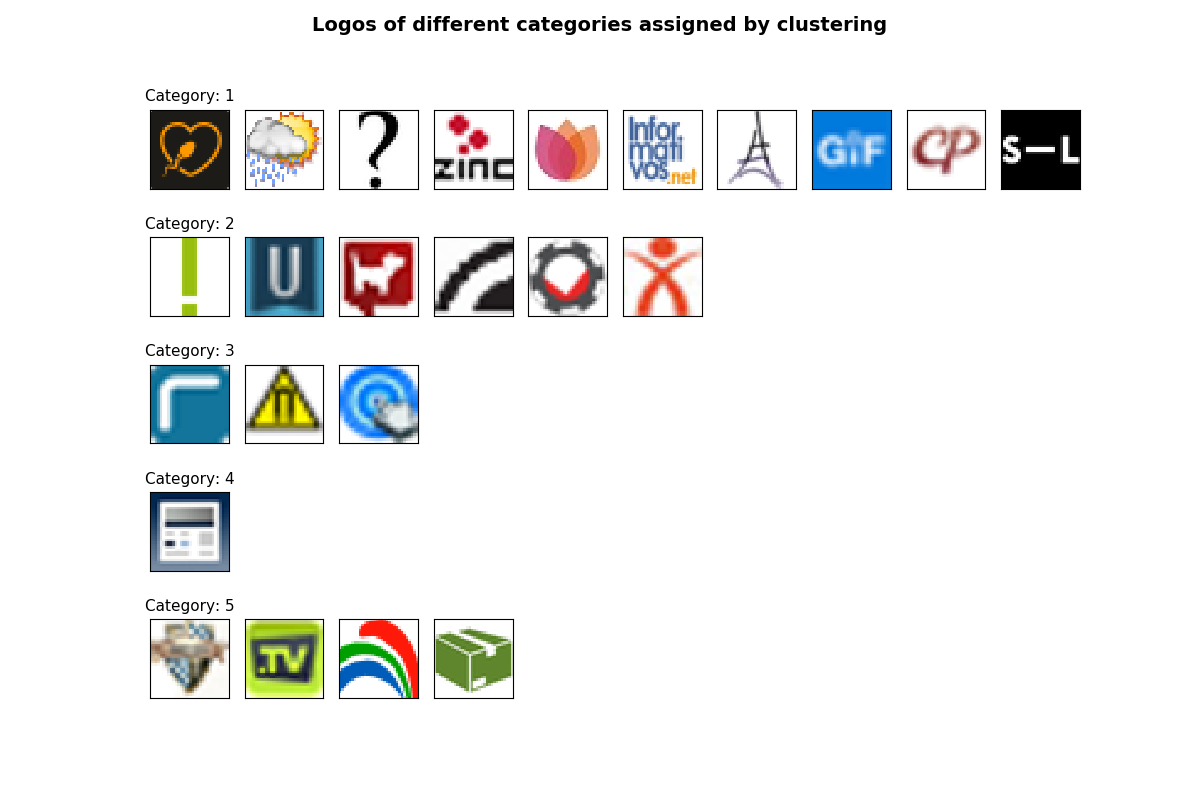 Logos of different categories assigned by clustering
Category: 1
?
zinc
Infor
mati
vos
.net
GIF
CP
S—L
Category: 2
!
U
Category: 3
Category: 4
Category: 5
.TV